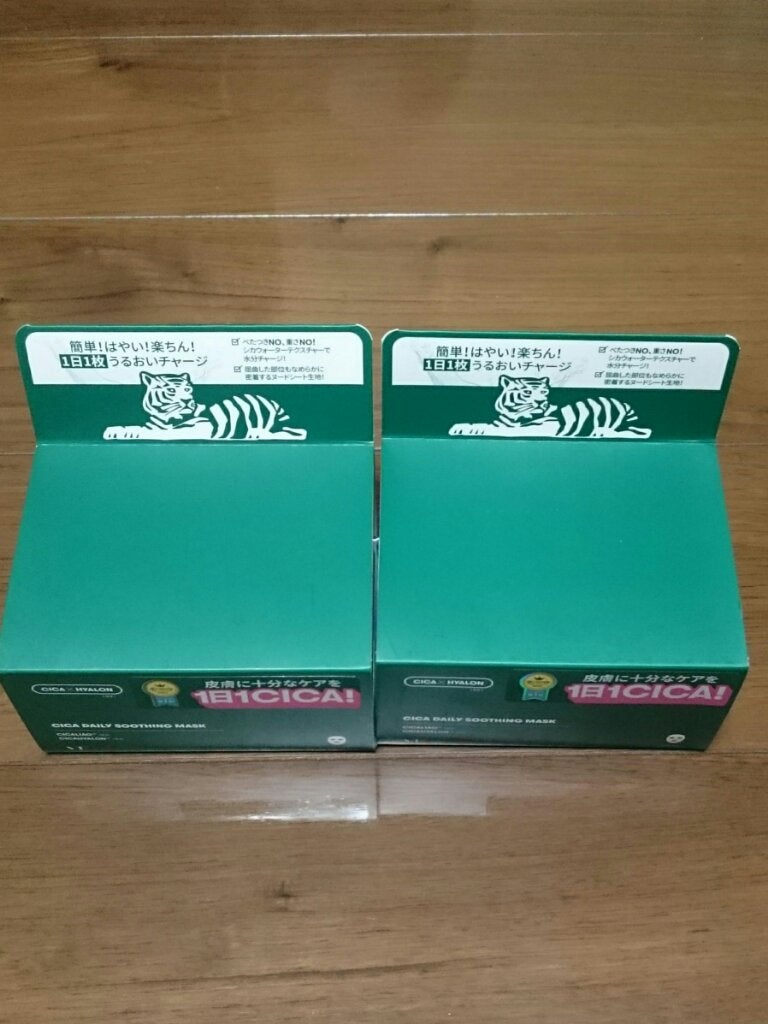 簡単！はやい！楽ちん！
1日1枚うるおいチャージ
べたつきNO、重さNO！
シカウォーターテクスチャーで
水分チャージ！
屈曲した部位もなめらかに
密着するヌードシート生地！
簡単！はやい！楽ちん！
1日1枚うるおいチャージ
べたつきNO、重さNO！
シカウォーターテクスチャーで
水分チャージ！
屈曲した部位もなめらかに
密着するヌードシート生地！
CICA × HYALON
皮膚に十分なケアを
1日1CICA！
CICA DAILY SOOTHING MASK
CICALIAO
CICAHYALON
CICA × HYALON
皮膚に十分なケアを
1日1CICA！
CICA DAILY SOOTHING MASK
CICALIAO
CICAHYALON